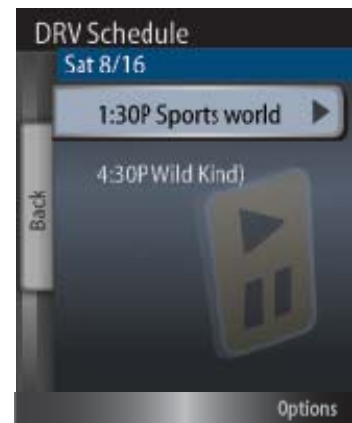 DRV Schedule
Sat 8/16
1:30P Sports world
4:30P Wild Kind)
Back
Options